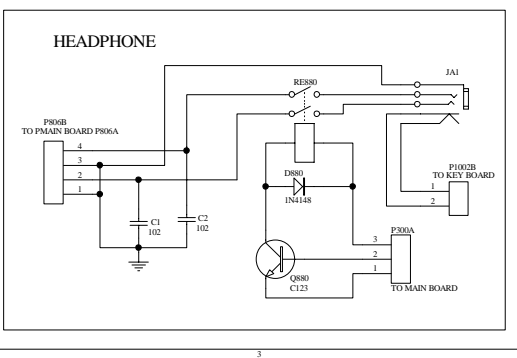 HEADPHONE
RE880
JA1
P806B
TO PMAIN BOARD P806A
4
3
2
1
P1002B
TO KEY BOARD
1
2
D880
1N4148
C1
102
C2
102
P300A
3
2
1
Q880
C123
TO MAIN BOARD
3